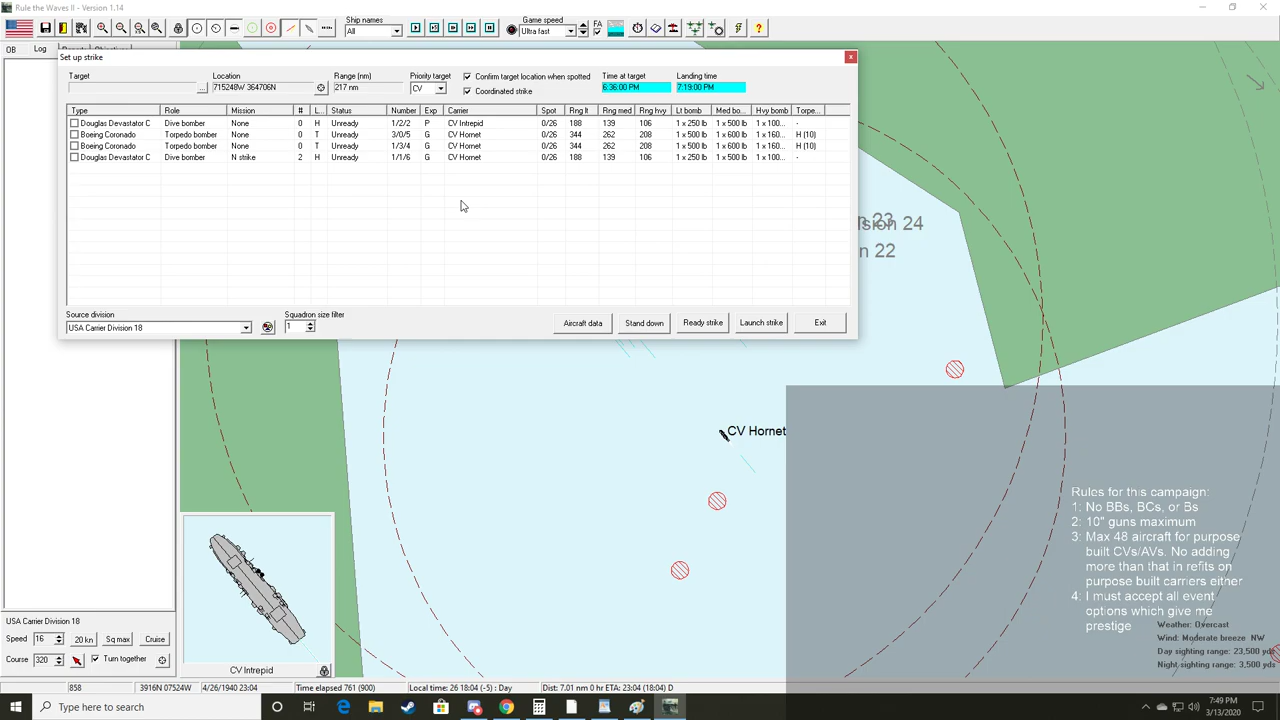 Rule the Waves II - Version 1.14
Ship names
All
Game speed
Ultra fast
FA
OB Log
Set up strike
Target Location Range (nm) Priority target
715248W 364706N 217 nm CV
Confirm target location when spotted
Coordinated strike
Time at target Landing time
6:36:00 PM 7:19:00 PM
Type Role Mission # L... Status Number Exp Carrier Spot Rng lt Rng med Rng hvy Lt bomb Med bo... Hvy bomb Torpe...
Douglas Devastator C Dive bomber None 0 H Unready 1/2/2 P CV Intrepid 0/26 188 139 106 1 x 250 lb 1 x 500 lb 1 x 100... -
Boeing Coronado Torpedo bomber None 0 T Unready 3/0/5 G CV Hornet 0/26 344 262 208 1 x 500 lb 1 x 600 lb 1 x 160... H (10)
Boeing Coronado Torpedo bomber None 0 T Unready 1/3/4 G CV Hornet 0/26 344 262 208 1 x 500 lb 1 x 600 lb 1 x 160... H (10)
Douglas Devastator C Dive bomber N strike 2 H Unready 1/1/6 G CV Hornet 0/26 188 139 106 1 x 250 lb 1 x 500 lb 1 x 100... -
Source division
USA Carrier Division 18
Squadron size filter
1
Aircraft data Stand down Ready strike Launch strike Exit
n 23
ision 24
n 22
CV Hornet
Rules for this campaign:
1: No BBs, BCs, or Bs
2: 10" guns maximum
3: Max 48 aircraft for purpose
built CVs/AVs. No adding
more than that in refits on
purpose built carriers either
4: I must accept all event
options which give me
prestige
Weather: Overcast
Wind: Moderate breeze NW
Day sighting range: 23,500 yds
Night sighting range: 3,500 yds
USA Carrier Division 18
Speed 16 20 kn Sq max Cruise
Course 320 Turn together
CV Intrepid
858 3916N 07524W 4/26/1940 23:04 Time elapsed 761 (900) Local time: 26 18:04 (-5) : Day Dist: 7.01 nm 0 hr ETA: 23:04 (18:04) D
Type here to search
7:49 PM
3/13/2020